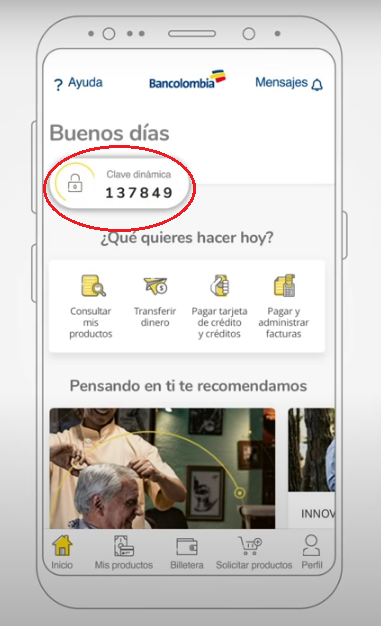 ? Ayuda
Bancolombia
Mensajes
Buenos días
Clave dinámica
137849
¿Qué quieres hacer hoy?
Consultar
mis
productos
Transferir
dinero
Pagar tarjeta
de crédito
y créditos
Pagar y
administrar
facturas
Pensando en ti te recomendamos
INNOV
Inicio
Mis productos
Billetera
Solicitar productos
Perfil